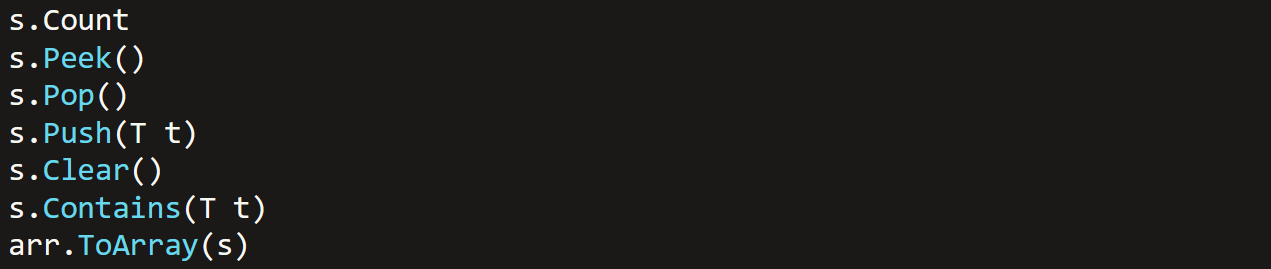 s.Count
s.Peek()
s.Pop()
s.Push(T t)
s.Clear()
s.Contains(T t)
arr.ToArray(s)